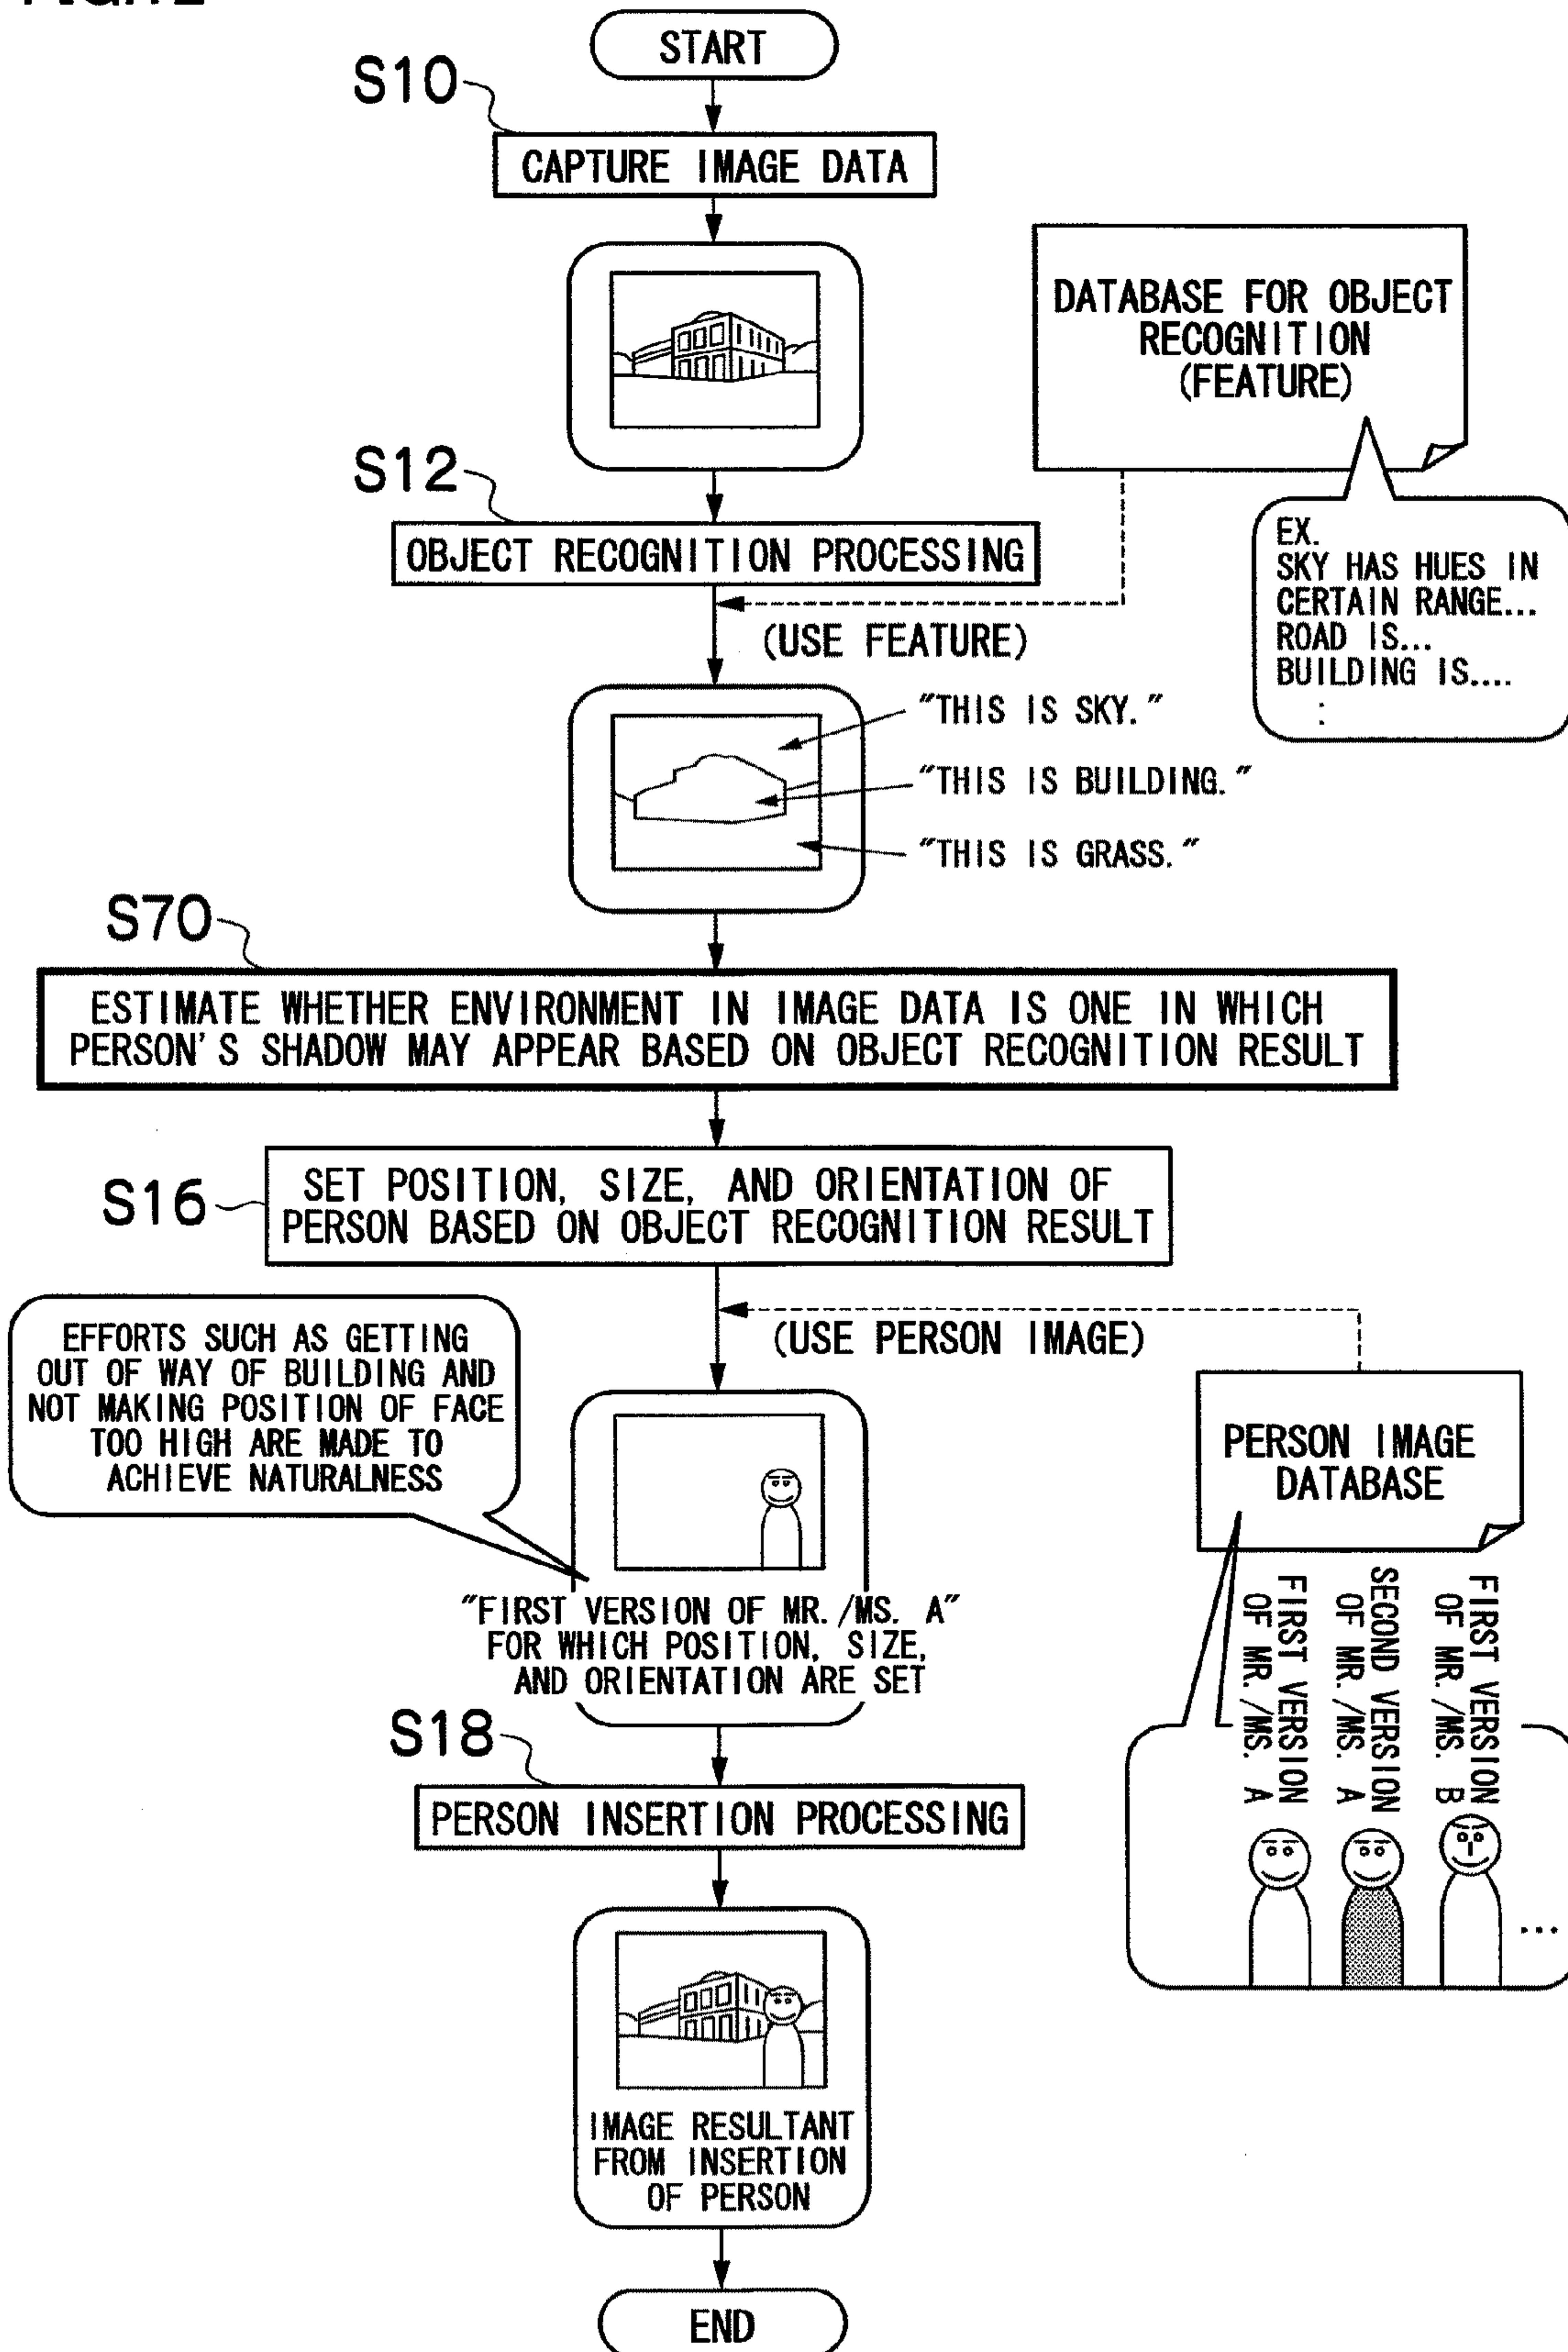 START
S10
CAPTURE IMAGE DATA
DATABASE FOR OBJECT
RECOGNITION
(FEATURE)
S12
OBJECT RECOGNITION PROCESSING
EX.
SKY HAS HUES IN
CERTAIN RANGE...
ROAD IS...
BUILDING IS....
:
(USE FEATURE)
"THIS IS SKY."
"THIS IS BUILDING."
"THIS IS GRASS."
S70
ESTIMATE WHETHER ENVIRONMENT IN IMAGE DATA IS ONE IN WHICH
PERSON'S SHADOW MAY APPEAR BASED ON OBJECT RECOGNITION RESULT
S16
SET POSITION, SIZE, AND ORIENTATION OF
PERSON BASED ON OBJECT RECOGNITION RESULT
EFFORTS SUCH AS GETTING
OUT OF WAY OF BUILDING AND
NOT MAKING POSITION OF FACE
TOO HIGH ARE MADE TO
ACHIEVE NATURALNESS
(USE PERSON IMAGE)
PERSON IMAGE
DATABASE
"FIRST VERSION OF MR./MS. A"
FOR WHICH POSITION, SIZE,
AND ORIENTATION ARE SET
FIRST VERSION
OF MR./MS. A
SECOND VERSION
OF MR./MS. A
FIRST VERSION
OF MR./MS. B
...
S18
PERSON INSERTION PROCESSING
IMAGE RESULTANT
FROM INSERTION
OF PERSON
END